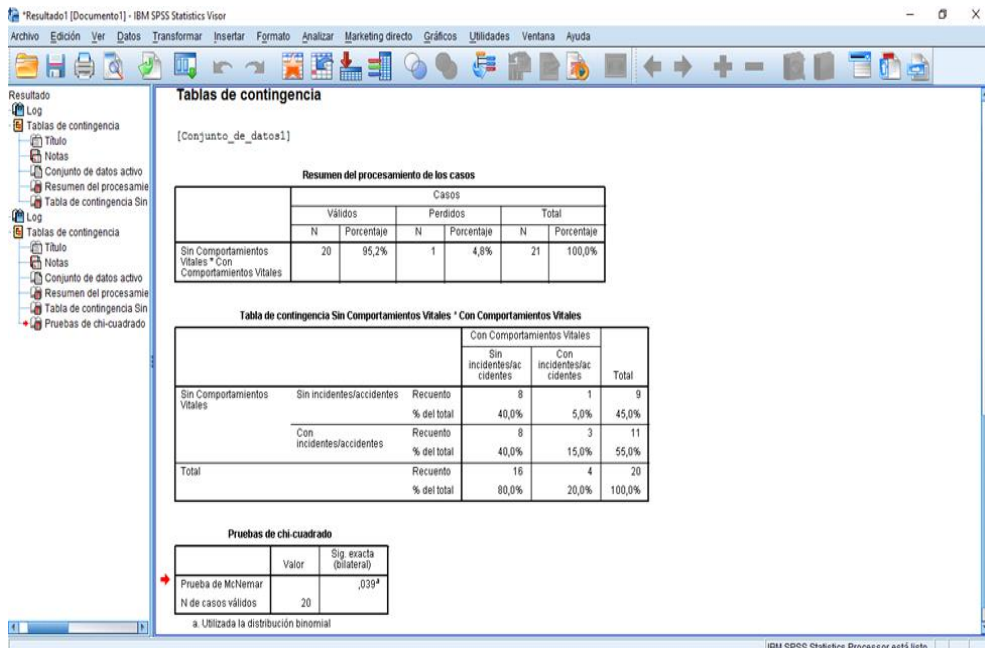 *Resultado1 [Documento1] - IBM SPSS Statistics Visor
Archivo Edición Ver Datos Transformar Insertar Formato Analizar Marketing directo Gráficos Utilidades Ventana Ayuda
Resultado
Log
Tablas de contingencia
Título
Notas
Conjunto de datos activo
Resumen del procesamie
Tabla de contingencia Sin
Log
Tablas de contingencia
Título
Notas
Conjunto de datos activo
Resumen del procesamie
Tabla de contingencia Sin
Pruebas de chi-cuadrado
Tablas de contingencia
[Conjunto_de_datos1]
Resumen del procesamiento de los casos
Casos
Válidos Perdidos Total
N Porcentaje N Porcentaje N Porcentaje
Sin Comportamientos
Vitales * Con
Comportamientos Vitales
20 95,2% 1 4,8% 21 100,0%
Tabla de contingencia Sin Comportamientos Vitales * Con Comportamientos Vitales
Con Comportamientos Vitales
Sin
incidentes/ac
cidentes
Con
incidentes/ac
cidentes
Total
Sin Comportamientos
Vitales
Sin incidentes/accidentes Recuento 8 1 9
% del total 40,0% 5,0% 45,0%
Con
incidentes/accidentes
Recuento 8 3 11
% del total 40,0% 15,0% 55,0%
Total Recuento 16 4 20
% del total 80,0% 20,0% 100,0%
Pruebas de chi-cuadrado
Valor
Sig. exacta
(bilateral)
Prueba de McNemar ,039a
N de casos válidos 20
a. Utilizada la distribución binomial
IBM SPSS Statistics Processor está listo